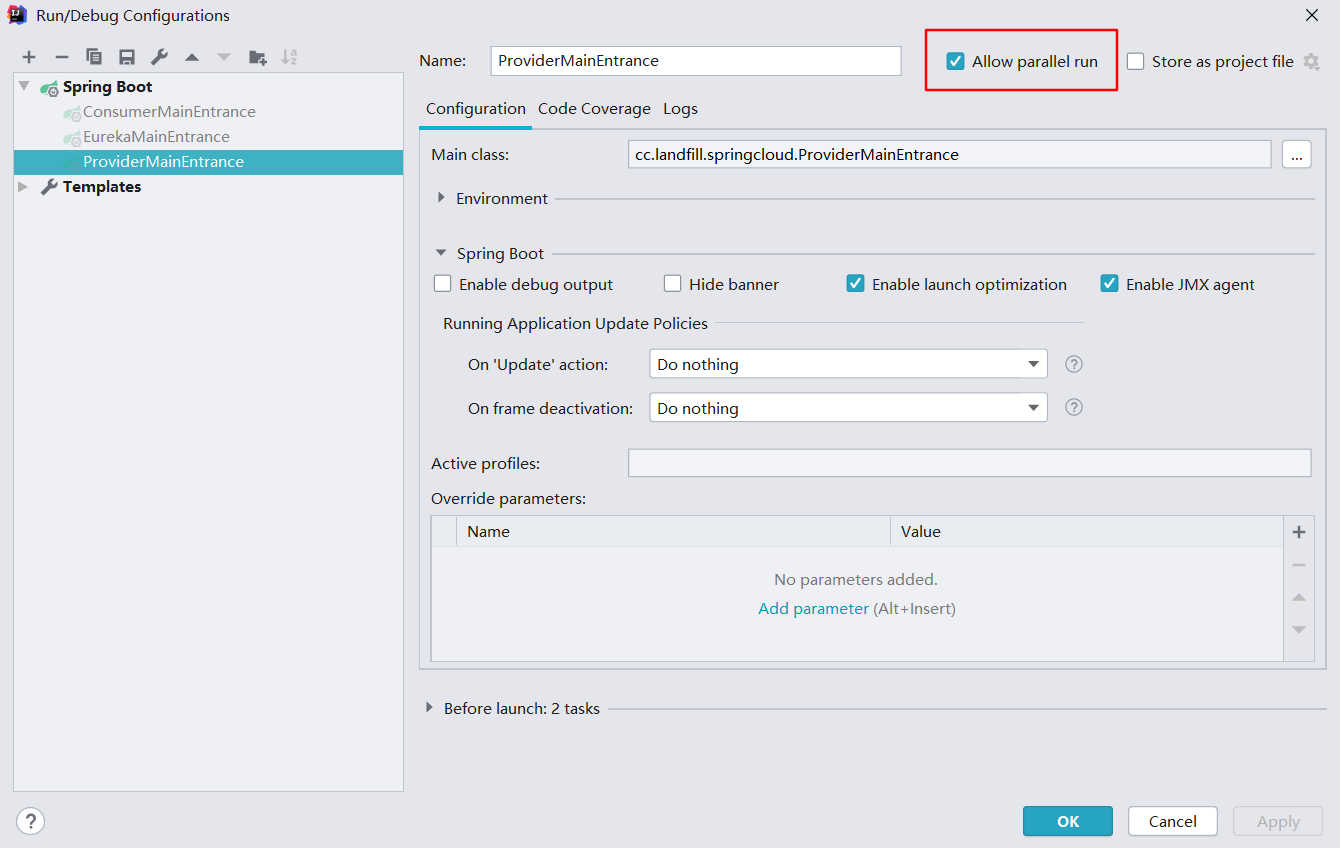 Run/Debug Configurations
Spring Boot
ConsumerMainEntrance
EurekaMainEntrance
ProviderMainEntrance
Templates
Name: ProviderMainEntrance Allow parallel run Store as project file
Configuration Code Coverage Logs
Main class: cc.landfill.springcloud.ProviderMainEntrance ...
Environment
Spring Boot
Enable debug output Hide banner Enable launch optimization Enable JMX agent
Running Application Update Policies
On 'Update' action: Do nothing ?
On frame deactivation: Do nothing ?
Active profiles:
Override parameters:
Name Value
No parameters added.
Add parameter (Alt+Insert)
Before launch: 2 tasks
? OK Cancel Apply